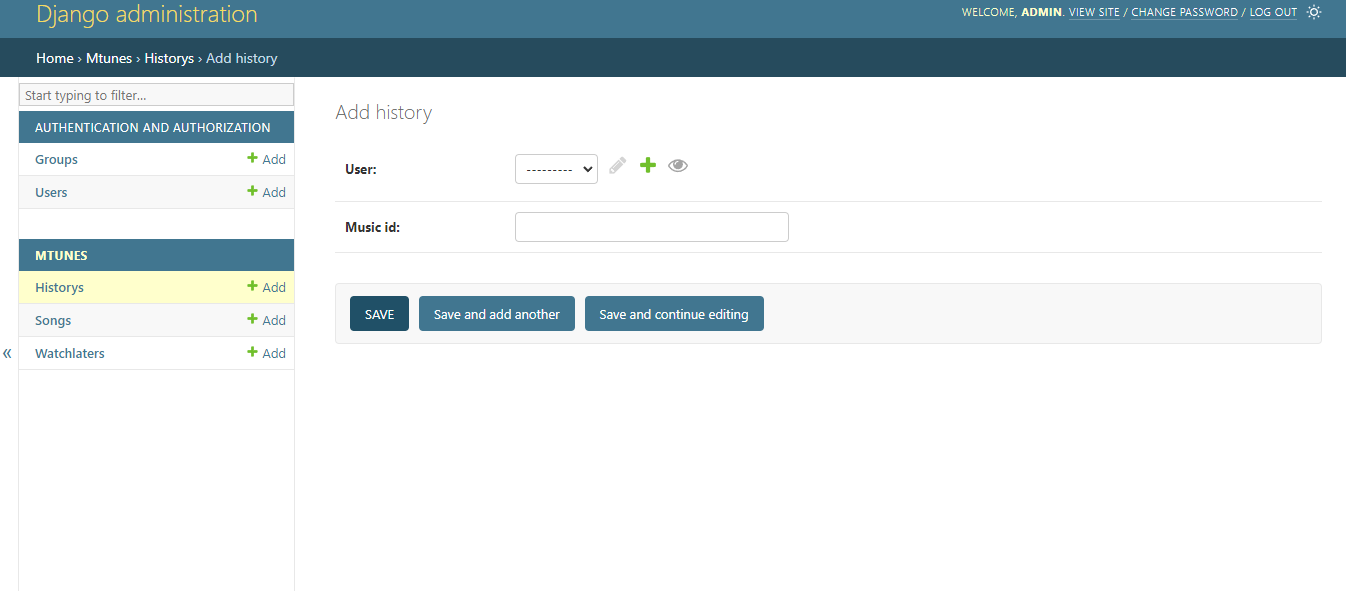 Django administration
WELCOME, ADMIN. VIEW SITE / CHANGE PASSWORD / LOG OUT
Home › Mtunes › Historys › Add history
Start typing to filter...
AUTHENTICATION AND AUTHORIZATION
Groups + Add
Users + Add
MTUNES
Historys + Add
Songs + Add
Watchlaters + Add
«
Add history
User: ---------
Music id:
SAVE Save and add another Save and continue editing